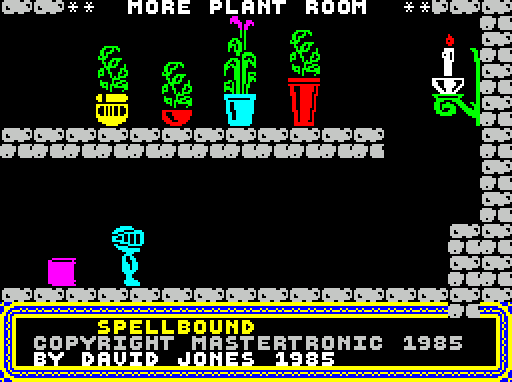 ** MORE PLANT ROOM **
SPELLBOUND
COPYRIGHT MASTERTRONIC 1985
BY DAVID JONES 1985